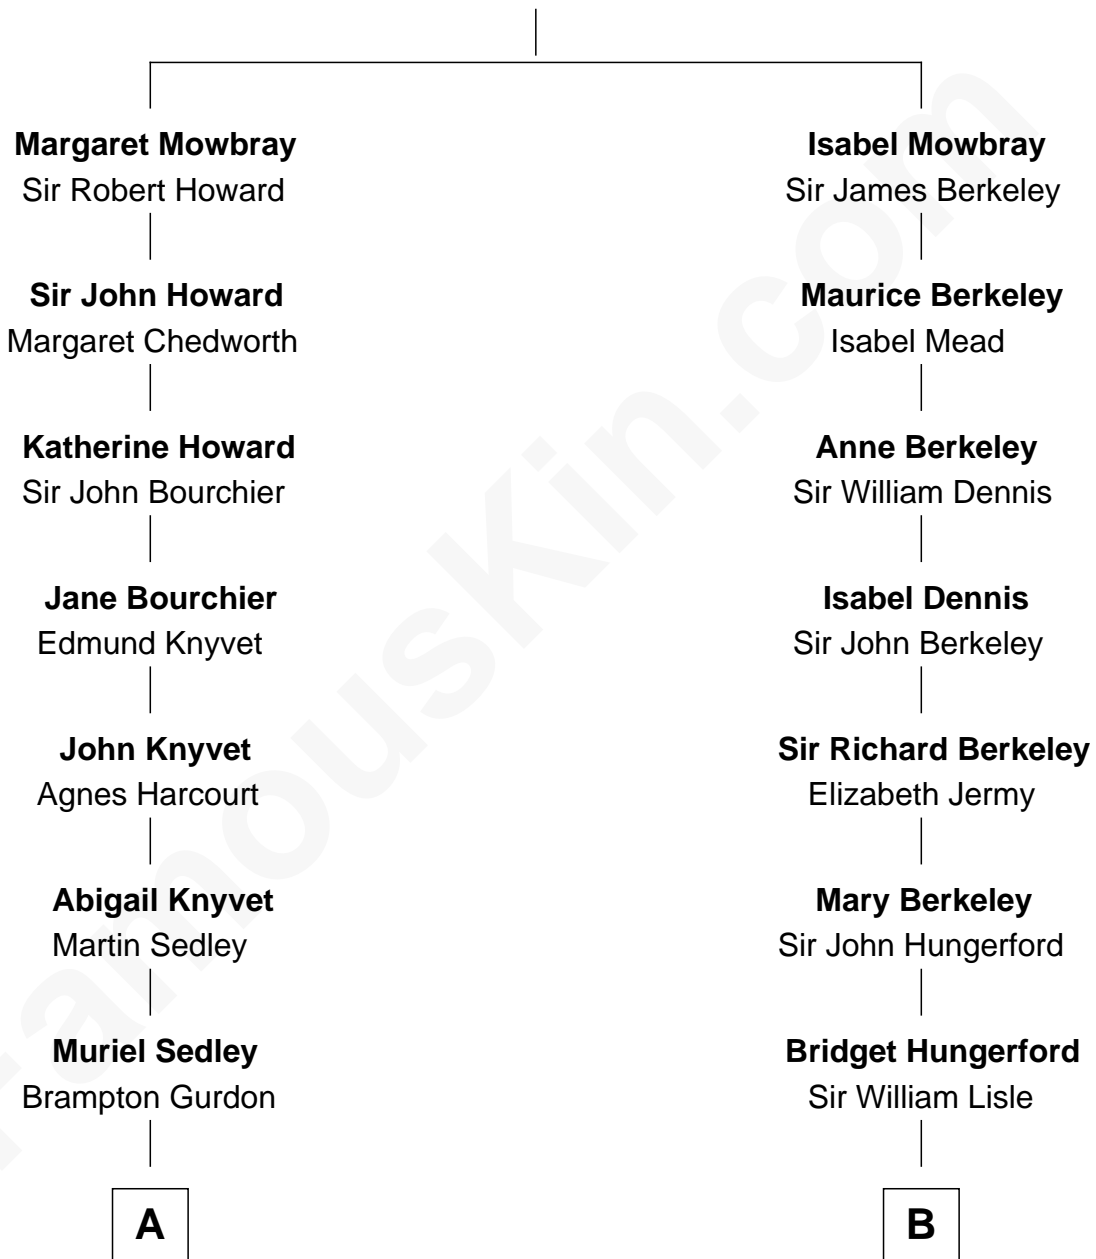 Margaret Mowbray
Sir Robert Howard
Sir John Howard
Margaret Chedworth
Katherine Howard
Sir John Bourchier
Jane Bourchier
Edmund Knyvet
John Knyvet
Agnes Harcourt
Abigail Knyvet
Martin Sedley
Muriel Sedley
Brampton Gurdon
A
Isabel Mowbray
Sir James Berkeley
Maurice Berkeley
Isabel Mead
Anne Berkeley
Sir William Dennis
Isabel Dennis
Sir John Berkeley
Sir Richard Berkeley
Elizabeth Jermy
Mary Berkeley
Sir John Hungerford
Bridget Hungerford
Sir William Lisle
B
FamousKin.com